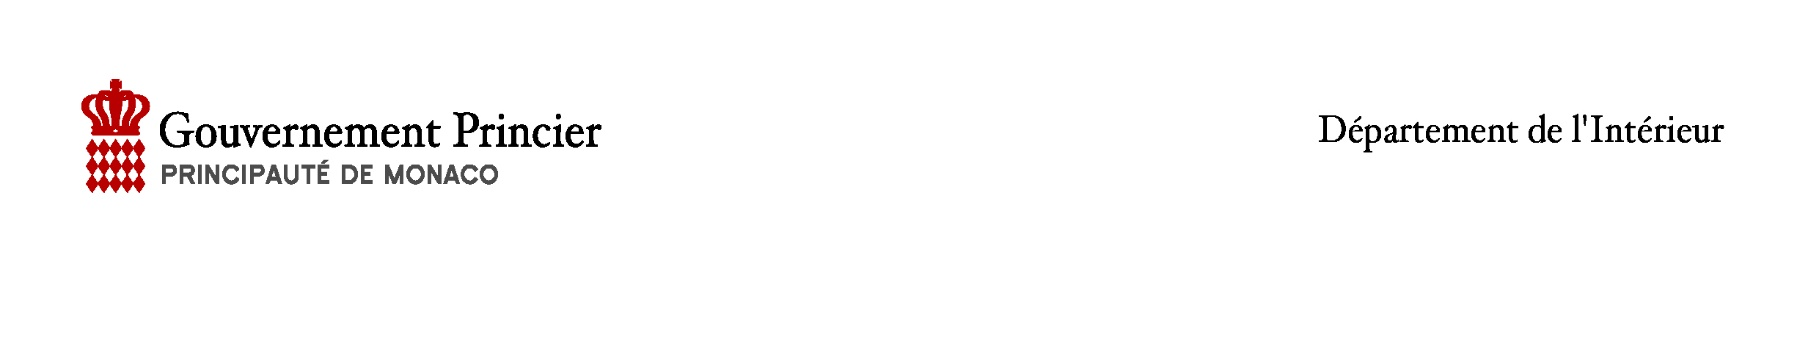 Gouvernement Princier
PRINCIPAUTÉ DE MONACO
Département de l'Intérieur